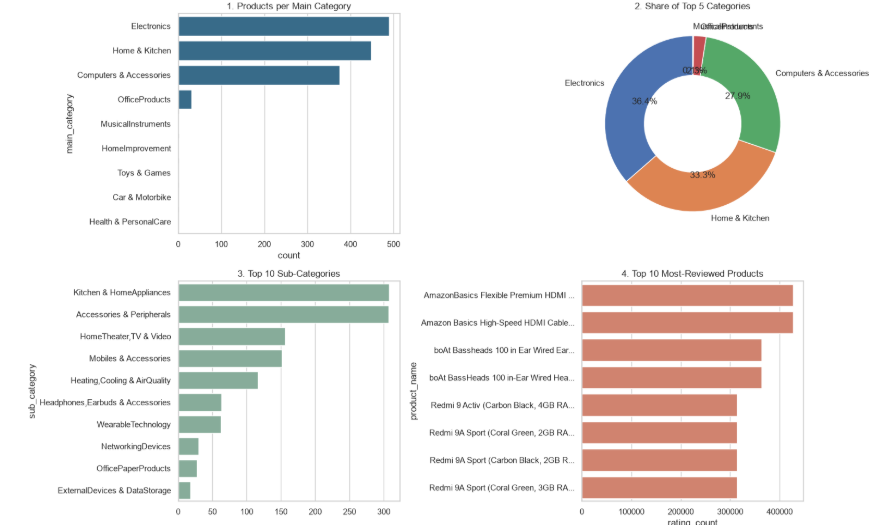 1. Products per Main Category
main_category
Electronics
Home & Kitchen
Computers & Accessories
OfficeProducts
MusicalInstruments
HomeImprovement
Toys & Games
Car & Motorbike
Health & PersonalCare
0 100 200 300 400 500
count
2. Share of Top 5 Categories
Electronics
36.4%
Home & Kitchen
33.3%
Computers & Accessories
27.9%
3. Top 10 Sub-Categories
sub_category
Kitchen & HomeAppliances
Accessories & Peripherals
HomeTheater,TV & Video
Mobiles & Accessories
Heating,Cooling & AirQuality
Headphones,Earbuds & Accessories
WearableTechnology
NetworkingDevices
OfficePaperProducts
ExternalDevices & DataStorage
0 50 100 150 200 250 300
4. Top 10 Most-Reviewed Products
product_name
AmazonBasics Flexible Premium HDMI ...
Amazon Basics High-Speed HDMI Cable...
boAt Bassheads 100 in Ear Wired Ear...
boAt BassHeads 100 in-Ear Wired Hea...
Redmi 9 Activ (Carbon Black, 4GB RA...
Redmi 9A Sport (Coral Green, 2GB RA...
Redmi 9A Sport (Carbon Black, 2GB R...
Redmi 9A Sport (Coral Green, 3GB RA...
0 100000 200000 300000 400000
rating_count